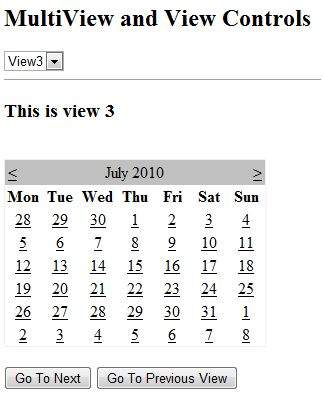 MultiView and View Controls
View3
This is view 3
< July 2010 >
Mon Tue Wed Thu Fri Sat Sun
28 29 30 1 2 3 4
5 6 7 8 9 10 11
12 13 14 15 16 17 18
19 20 21 22 23 24 25
26 27 28 29 30 31 1
2 3 4 5 6 7 8
Go To Next Go To Previous View